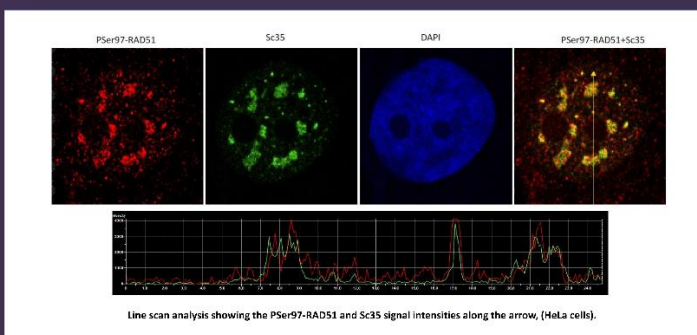 PSer97-RAD51
Sc35
DAPI
PSer97-RAD51+Sc35
Line scan analysis showing the PSer97-RAD51 and Sc35 signal intensities along the arrow, (HeLa cells).